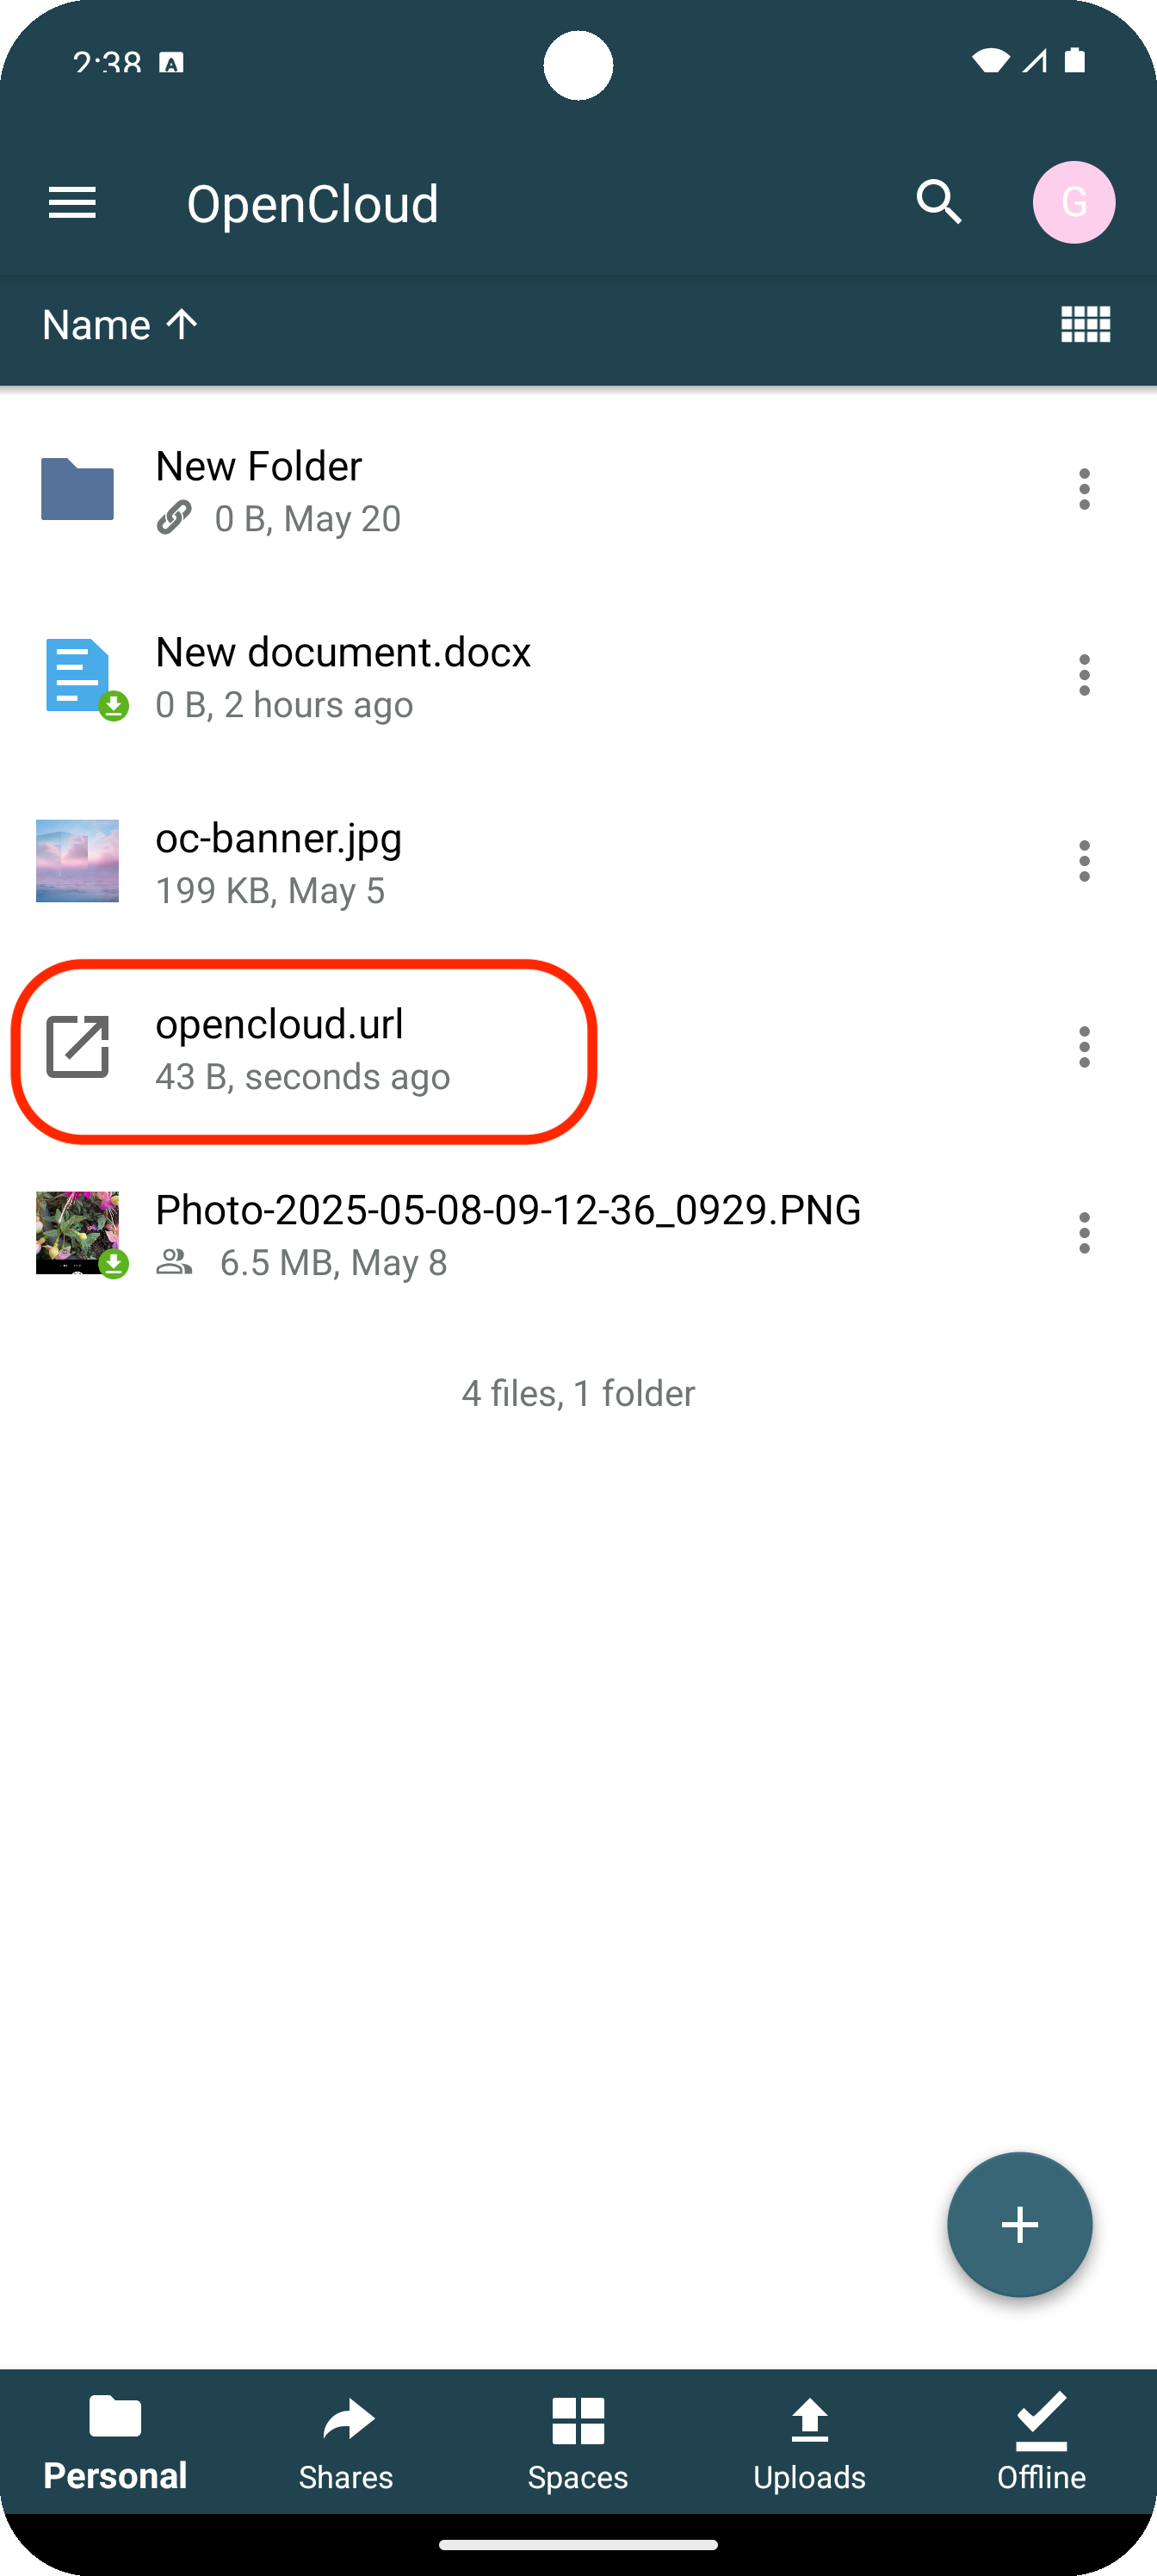 2:38 A
OpenCloud
G
Name
New Folder
0 B, May 20
New document.docx
0 B, 2 hours ago
oc-banner.jpg
199 KB, May 5
opencloud.url
43 B, seconds ago
Photo-2025-05-08-09-12-36_0929.PNG
6.5 MB, May 8
4 files, 1 folder
Personal
Shares
Spaces
Uploads
Offline